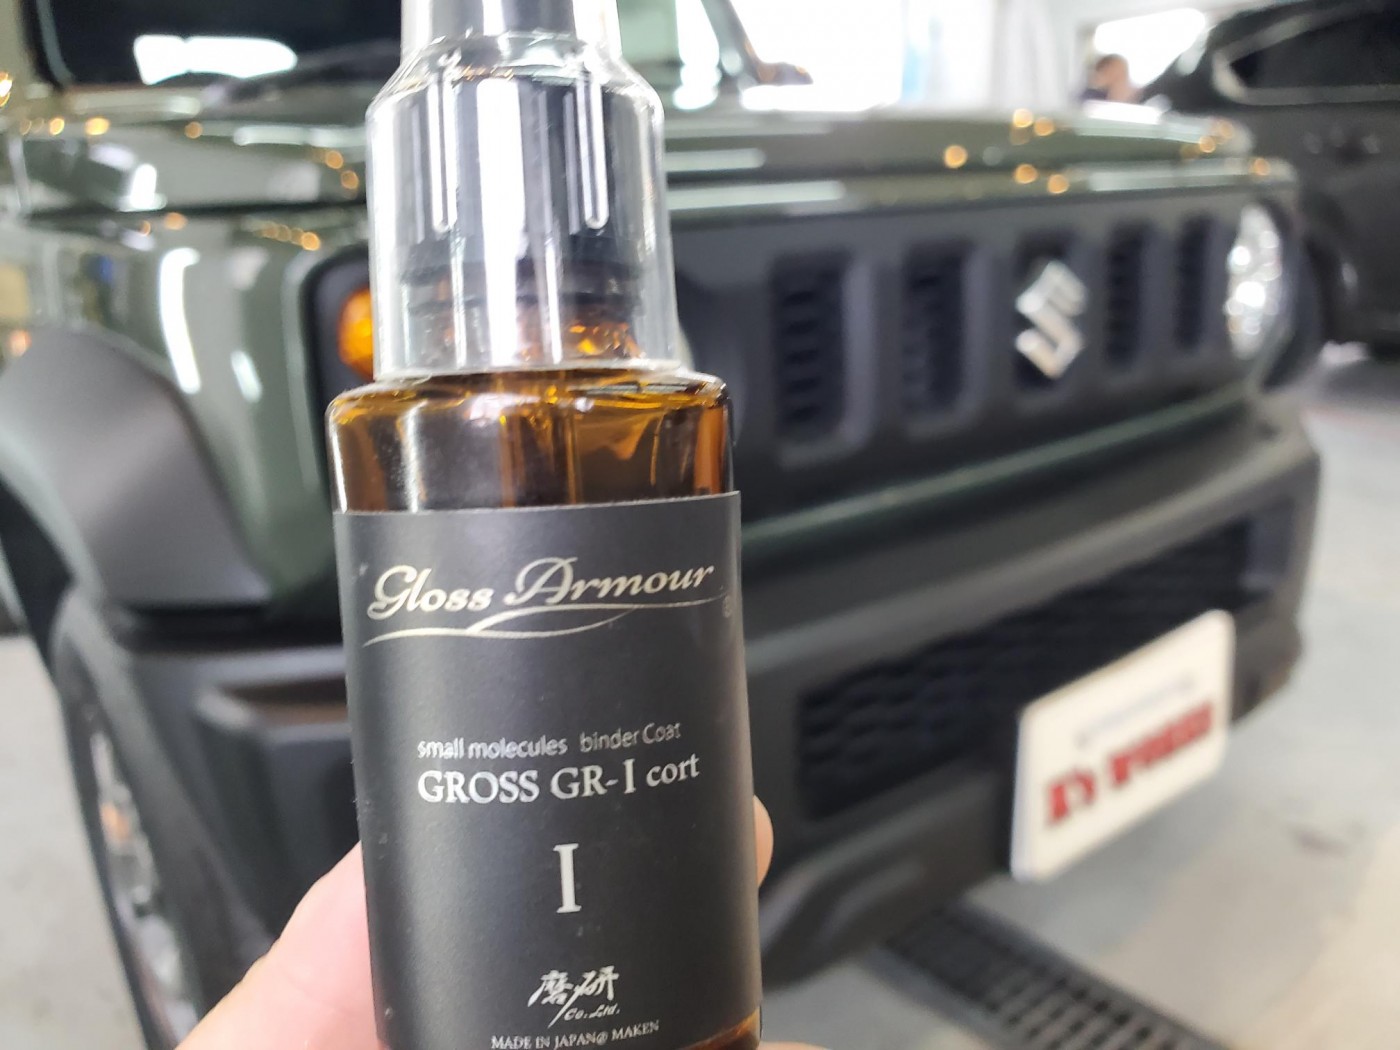 Gloss Armour
®
small molecules binder Coat
GROSS GR-I cort
I
磨研
Co.,Ltd.
MADE IN JAPAN@ MAKEN